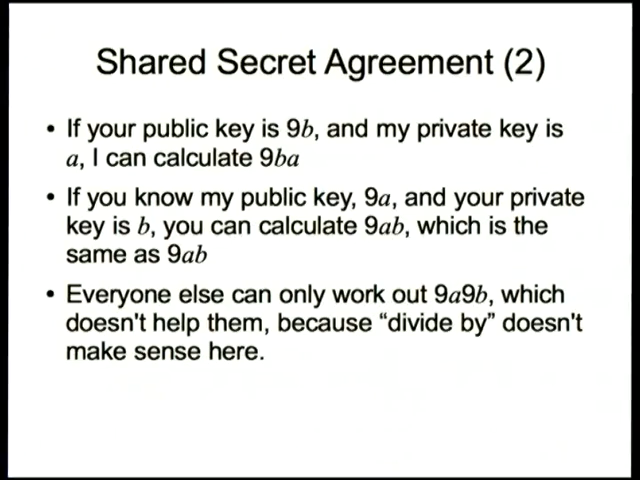 Shared Secret Agreement (2)
• If your public key is 9b, and my private key is
a, I can calculate 9ba
• If you know my public key, 9a, and your private
key is b, you can calculate 9ab, which is the
same as 9ab
• Everyone else can only work out 9a9b, which
doesn't help them, because “divide by” doesn't
make sense here.